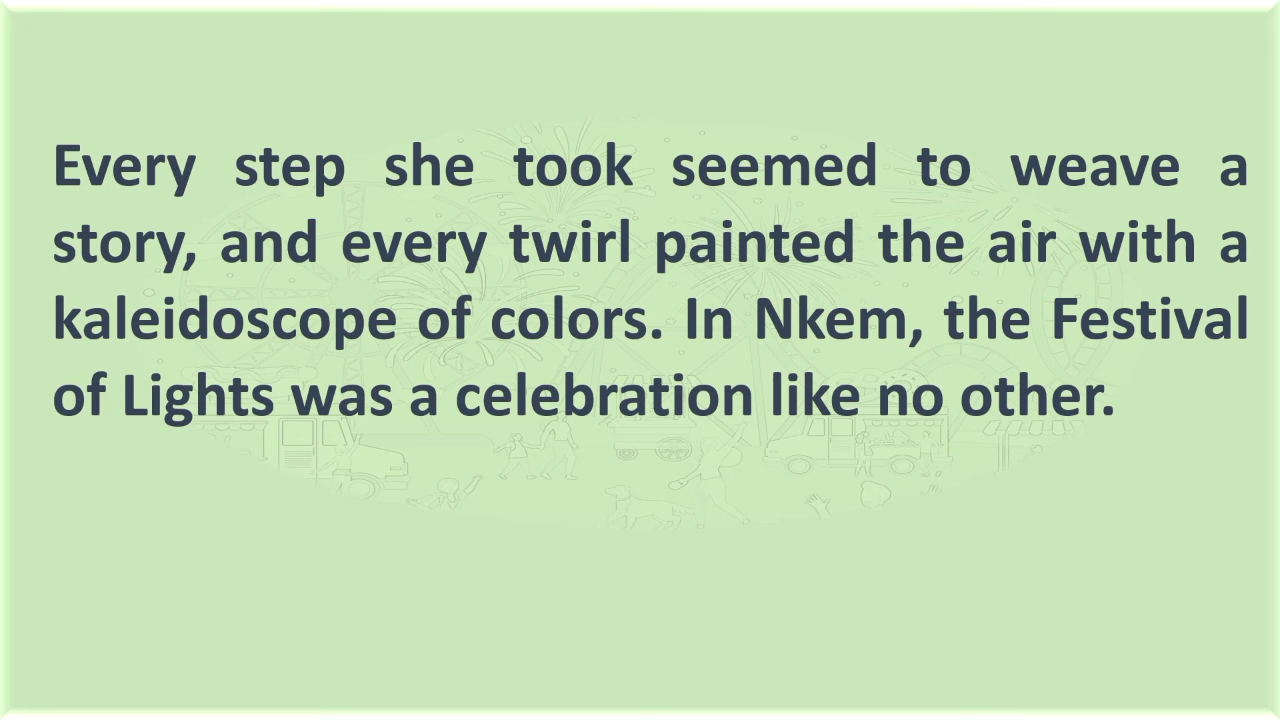 Every step she took seemed to weave a
story, and every twirl painted the air with a
kaleidoscope of colors. In Nkem, the Festival
of Lights was a celebration like no other.